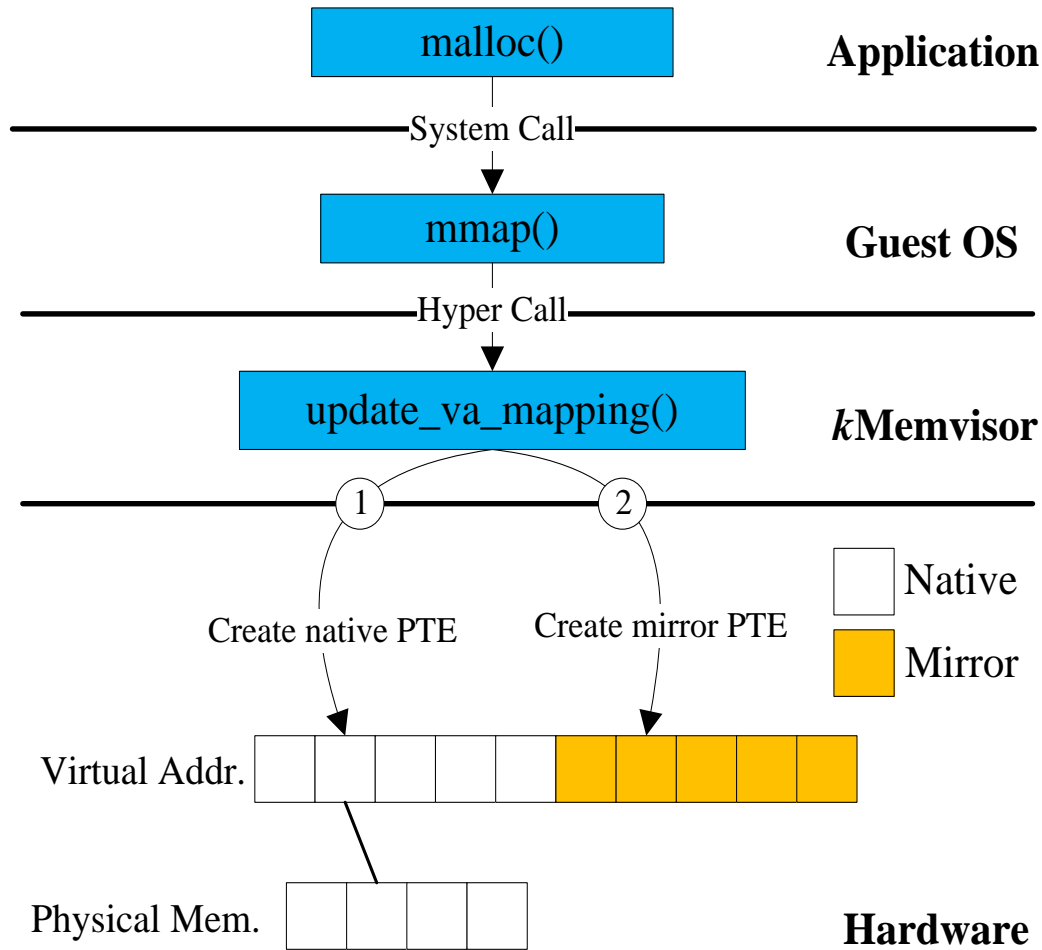 malloc()
Application
System Call
mmap()
Guest OS
Hyper Call
update_va_mapping()
kMemvisor
1
2
Native
Create native PTE
Create mirror PTE
Mirror
Virtual Addr.
Physical Mem.
Hardware